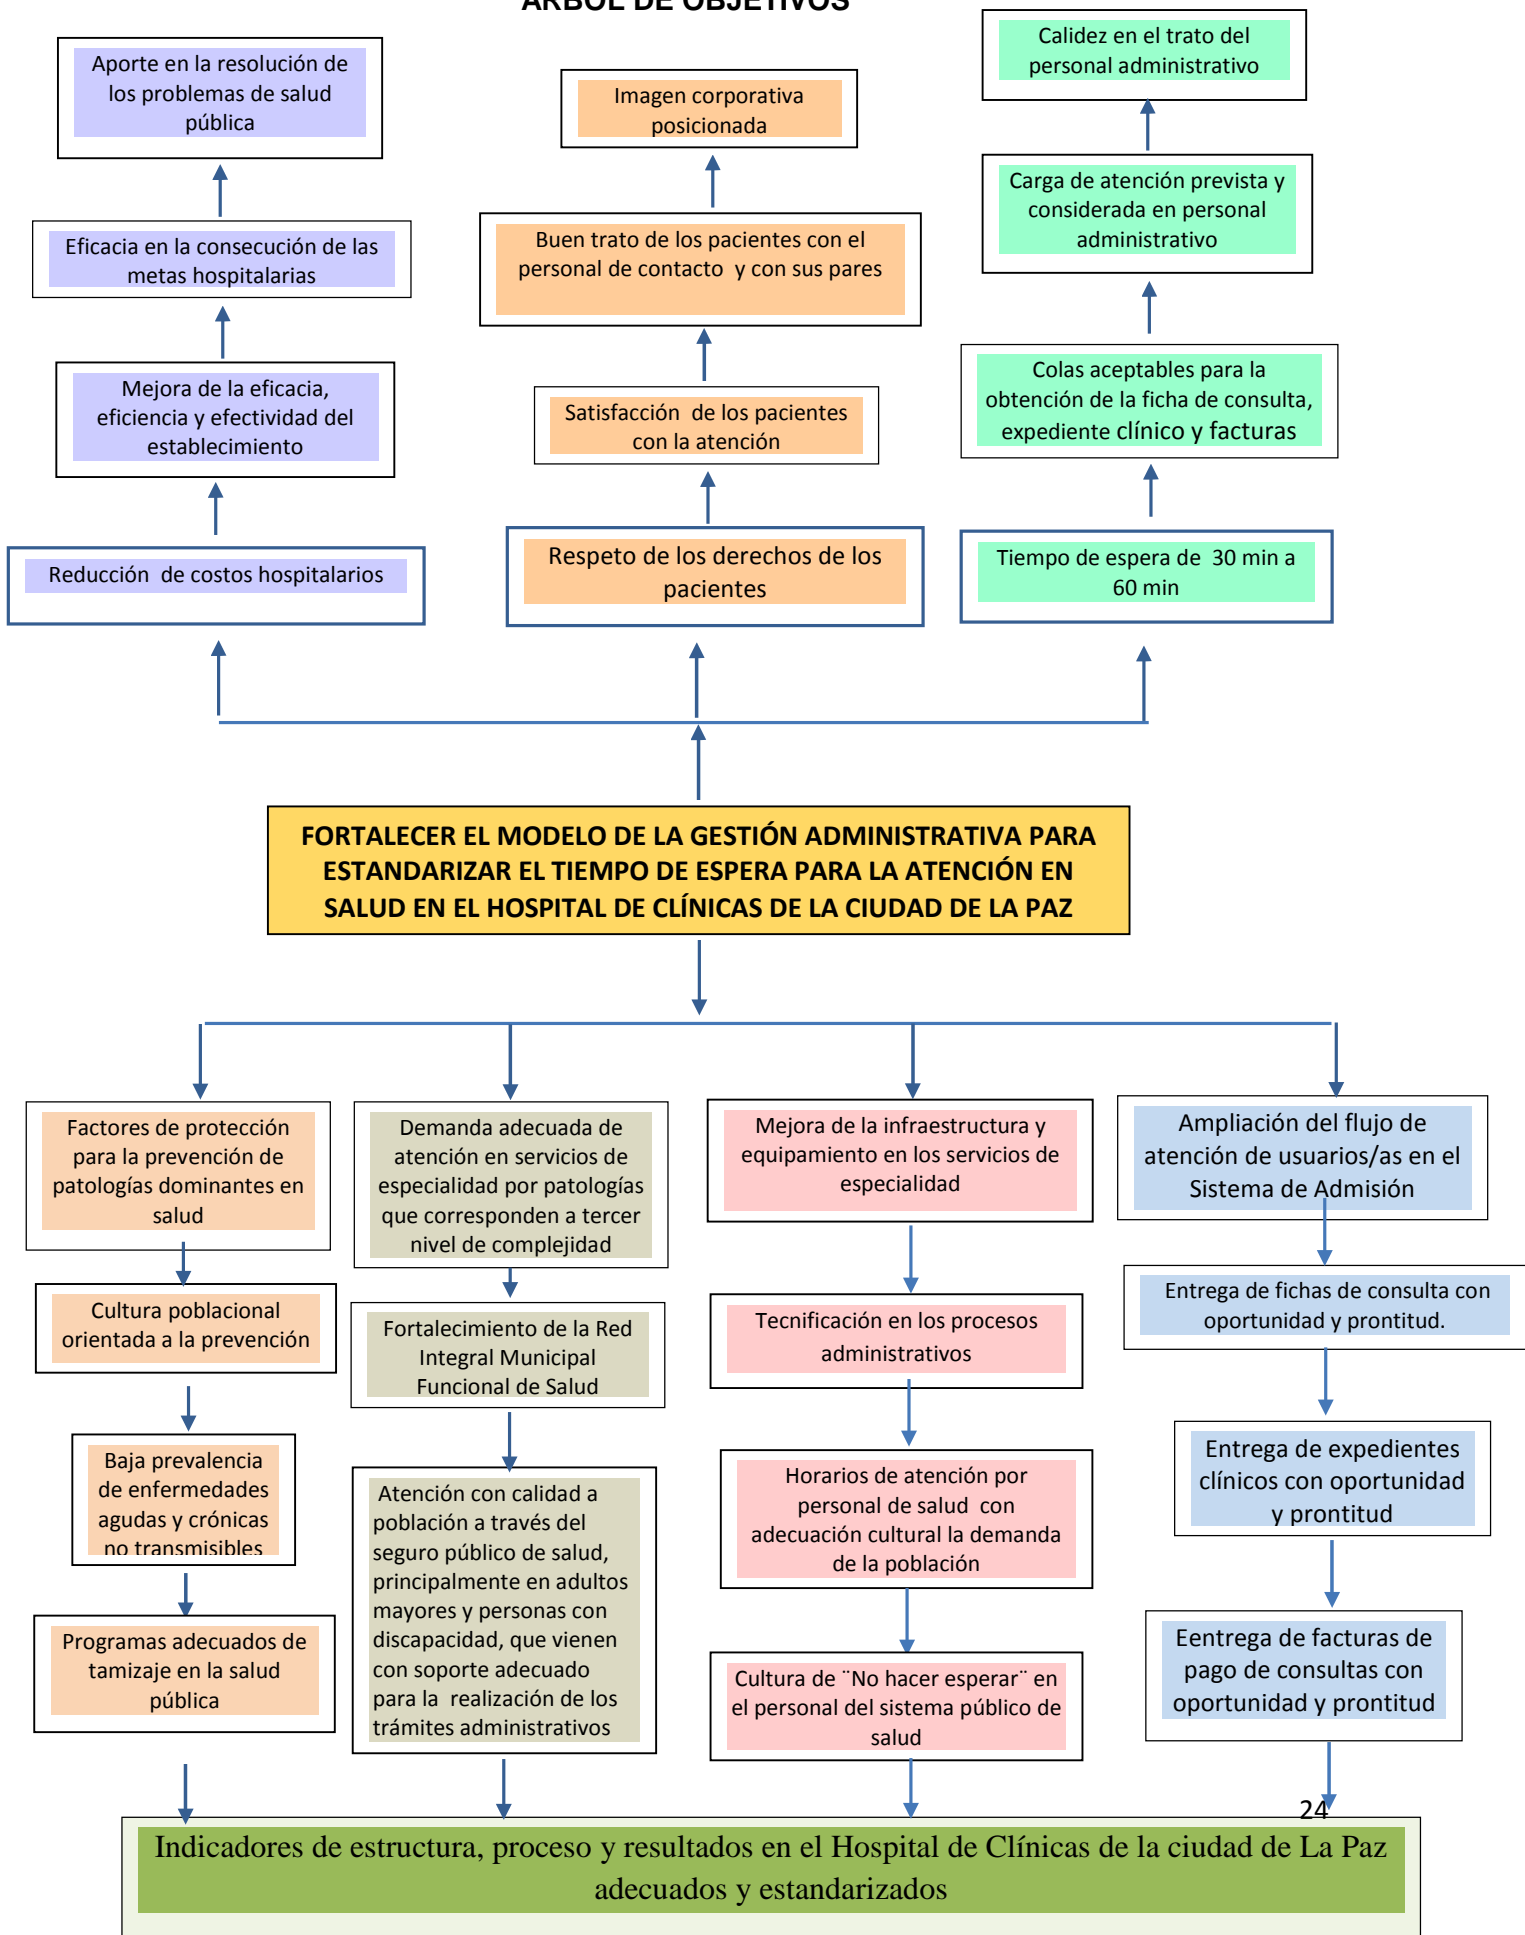 ÁRBOL DE OBJETIVOS
Aporte en la resolución de
los problemas de salud
pública
Eficacia en la consecución de las
metas hospitalarias
Mejora de la eficacia,
eficiencia y efectividad del
establecimiento
Reducción de costos hospitalarios
Imagen corporativa
posicionada
Buen trato de los pacientes con el
personal de contacto y con sus pares
Satisfacción de los pacientes
con la atención
Respeto de los derechos de los
pacientes
Calidez en el trato del
personal administrativo
Carga de atención prevista y
considerada en personal
administrativo
Colas aceptables para la
obtención de la ficha de consulta,
expediente clínico y facturas
Tiempo de espera de 30 min a
60 min
FORTALECER EL MODELO DE LA GESTIÓN ADMINISTRATIVA PARA
ESTANDARIZAR EL TIEMPO DE ESPERA PARA LA ATENCIÓN EN
SALUD EN EL HOSPITAL DE CLÍNICAS DE LA CIUDAD DE LA PAZ
Factores de protección
para la prevención de
patologías dominantes en
salud
Cultura poblacional
orientada a la prevención
Baja prevalencia
de enfermedades
agudas y crónicas
no transmisibles
Programas adecuados de
tamizaje en la salud
pública
Demanda adecuada de
atención en servicios de
especialidad por patologías
que corresponden a tercer
nivel de complejidad
Fortalecimiento de la Red
Integral Municipal
Funcional de Salud
Atención con calidad a
población a través del
seguro público de salud,
principalmente en adultos
mayores y personas con
discapacidad, que vienen
con soporte adecuado
para la realización de los
trámites administrativos
Mejora de la infraestructura y
equipamiento en los servicios de
especialidad
Tecnificación en los procesos
administrativos
Horarios de atención por
personal de salud con
adecuación cultural la demanda
de la población
Cultura de ¨No hacer esperar¨ en
el personal del sistema público de
salud
Ampliación del flujo de
atención de usuarios/as en el
Sistema de Admisión
Entrega de fichas de consulta con
oportunidad y prontitud.
Entrega de expedientes
clínicos con oportunidad
y prontitud
Eentrega de facturas de
pago de consultas con
oportunidad y prontitud
24
Indicadores de estructura, proceso y resultados en el Hospital de Clínicas de la ciudad de La Paz
adecuados y estandarizados